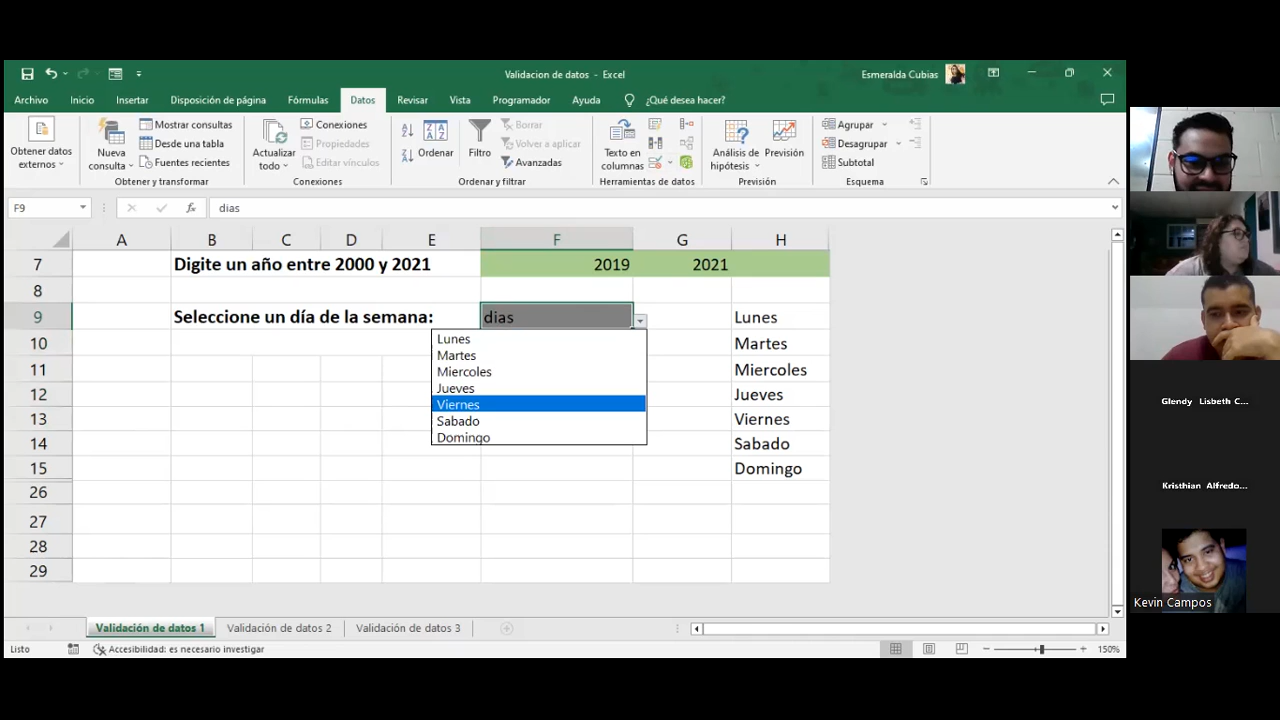 Validacion de datos - Excel
Esmeralda Cubias
Archivo Inicio Insertar Disposición de página Fórmulas Datos Revisar Vista Programador Ayuda ¿Qué desea hacer?
Obtener datos externos
Nueva consulta
Mostrar consultas
Desde una tabla
Fuentes recientes
Obtener y transformar
Actualizar todo
Conexiones
Propiedades
Editar vínculos
Conexiones
Ordenar
Filtro
Borrar
Volver a aplicar
Avanzadas
Ordenar y filtrar
Texto en columnas
Herramientas de datos
Análisis de hipótesis
Previsión
Previsión
Agrupar
Desagrupar
Subtotal
Esquema
F9 fx dias
A B C D E F G H
7 Digite un año entre 2000 y 2021 2019 2021
8
9 Seleccione un día de la semana: dias Lunes
10 Martes
11 Miercoles
12 Jueves
13 Viernes
14 Sabado
15 Domingo
26
27
28
29
Lunes
Martes
Miercoles
Jueves
Viernes
Sabado
Domingo
Validación de datos 1 Validación de datos 2 Validación de datos 3
Listo Accesibilidad: es necesario investigar 150%
Glendy Lisbeth C...
Kristhian Alfredo...
Kevin Campos